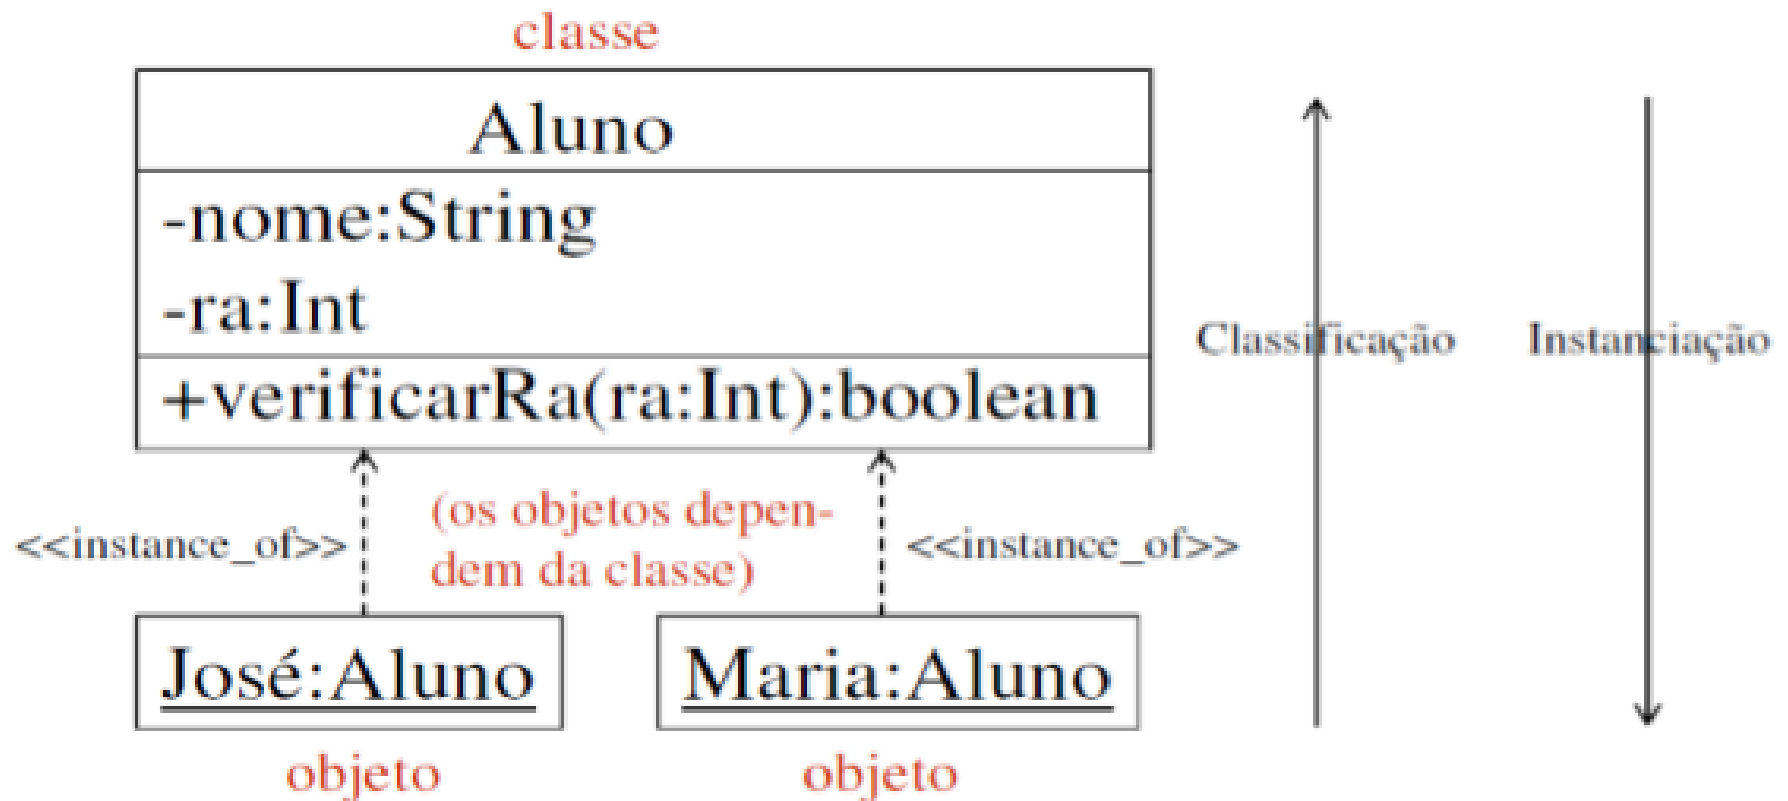 classe
Aluno
-nome:String
-ra:Int
Classificação
Instanciação
+verificarRa(ra:Int):boolean
(os objetos depen-
<<instance_of>>
<<instance_of>>
dem da classe)
José:Aluno
Maria:Aluno
objeto
objeto